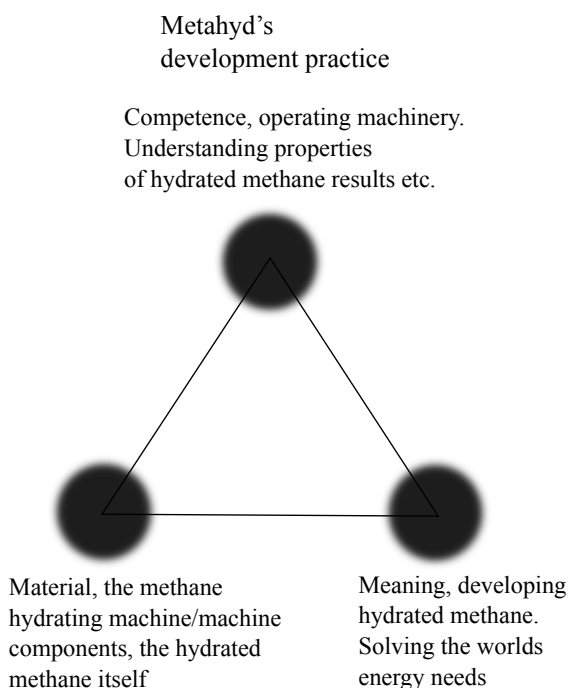 Metahyd’s
development practice
Competence, operating machinery.
Understanding properties
of hydrated methane results etc.
Material, the methane
hydrating machine/machine
components, the hydrated
methane itself
Meaning, developing
hydrated methane.
Solving the worlds
energy needs